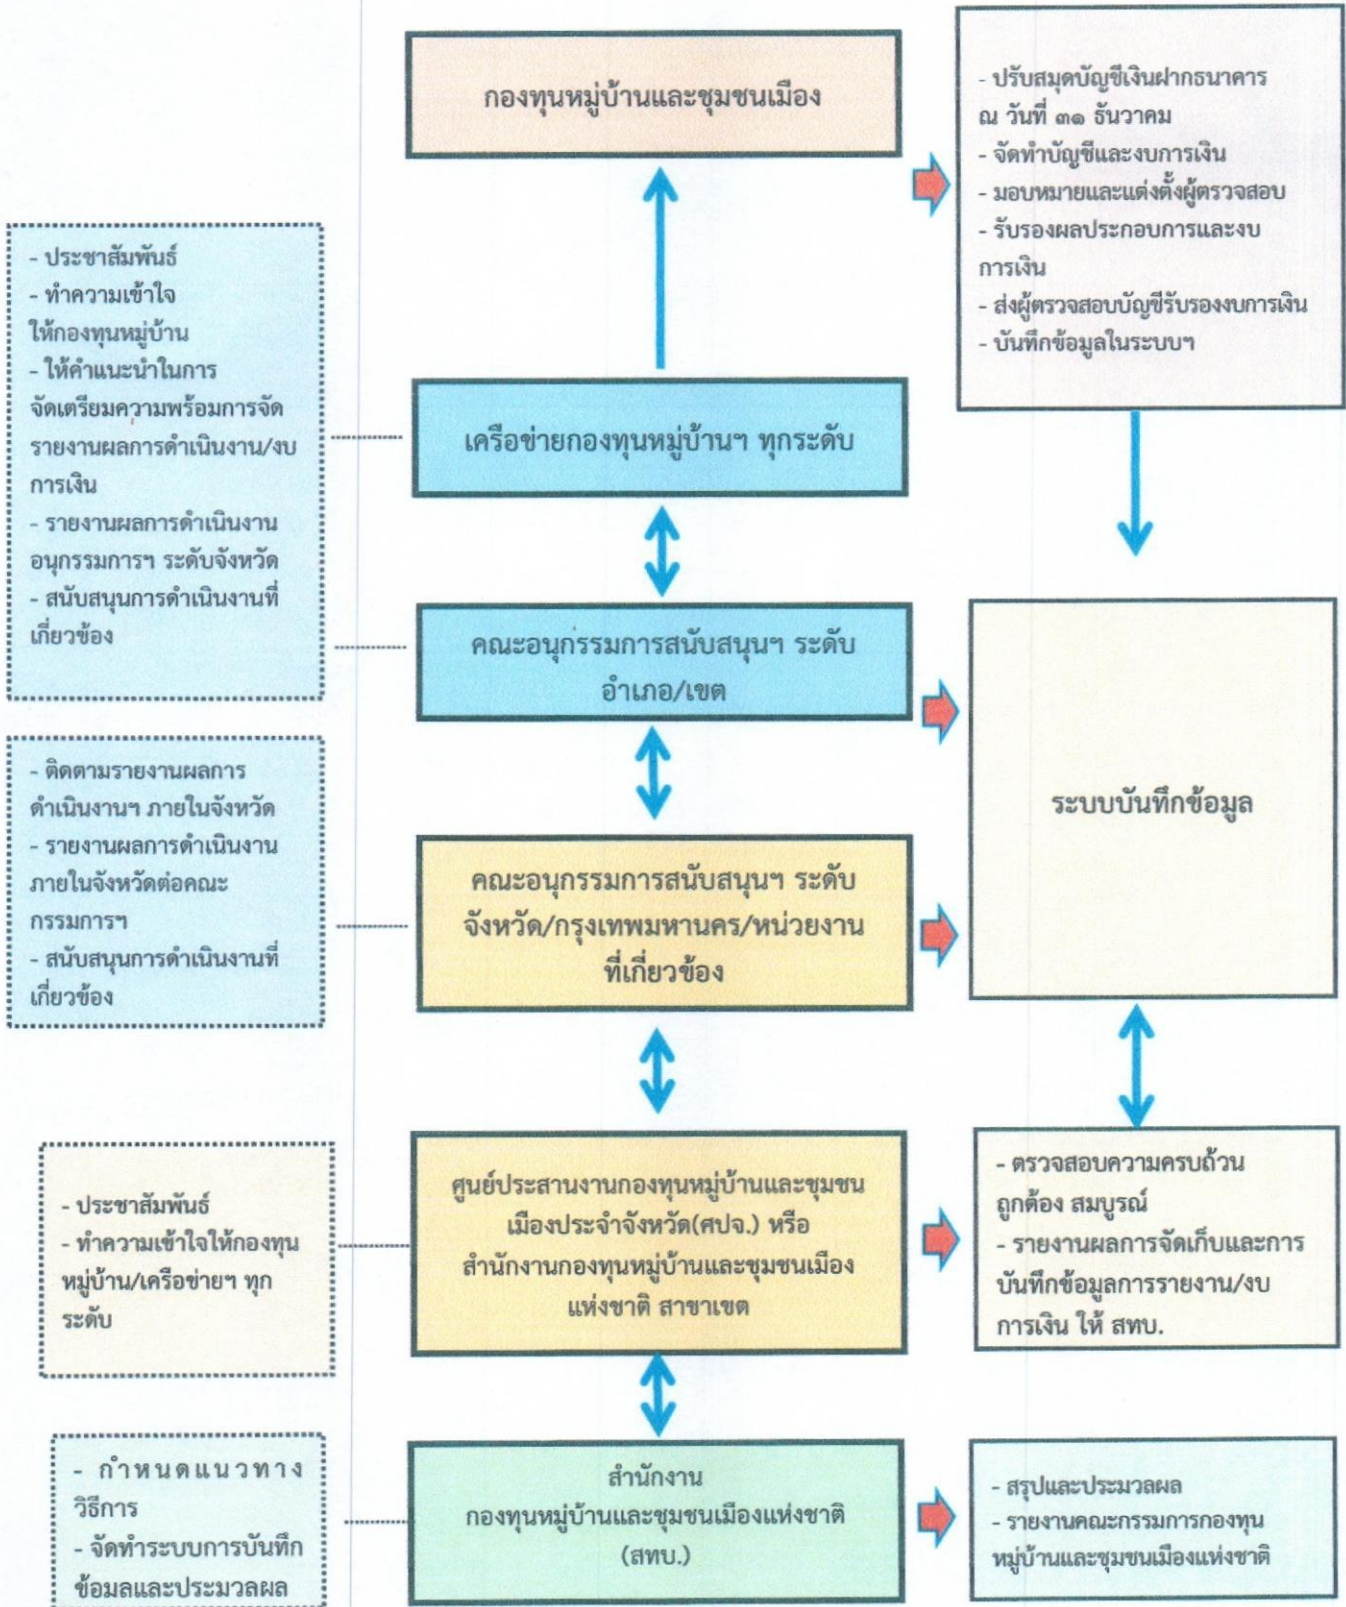 กองทุนหมู่บ้านและชุมชนเมือง
- ปรับสมุดบัญชีเงินฝากธนาคาร
ณ วันที่ ๓๑ ธันวาคม
- จัดทำบัญชีและงบการเงิน
- มอบหมายและแต่งตั้งผู้ตรวจสอบ
- รับรองผลประกอบการและงบ
การเงิน
- ส่งผู้ตรวจสอบบัญชีรับรองงบการเงิน
- บันทึกข้อมูลในระบบฯ
- ประชาสัมพันธ์
- ทำความเข้าใจ
ให้กองทุนหมู่บ้าน
- ให้คำแนะนำในการ
จัดเตรียมความพร้อมการจัด
รายงานผลการดำเนินงาน/งบ
การเงิน
- รายงานผลการดำเนินงาน
อนุกรรมการฯ ระดับจังหวัด
- สนับสนุนการดำเนินงานที่
เกี่ยวข้อง
เครือข่ายกองทุนหมู่บ้านฯ ทุกระดับ
คณะอนุกรรมการสนับสนุนฯ ระดับ
อำเภอ/เขต
ระบบบันทึกข้อมูล
- ติดตามรายงานผลการ
ดำเนินงานฯ ภายในจังหวัด
- รายงานผลการดำเนินงาน
ภายในจังหวัดต่อคณะ
กรรมการฯ
- สนับสนุนการดำเนินงานที่
เกี่ยวข้อง
คณะอนุกรรมการสนับสนุนฯ ระดับ
จังหวัด/กรุงเทพมหานคร/หน่วยงาน
ที่เกี่ยวข้อง
- ประชาสัมพันธ์
- ทำความเข้าใจให้กองทุน
หมู่บ้าน/เครือข่ายฯ ทุก
ระดับ
ศูนย์ประสานงานกองทุนหมู่บ้านและชุมชน
เมืองประจำจังหวัด(ศปจ.) หรือ
สำนักงานกองทุนหมู่บ้านและชุมชนเมือง
แห่งชาติ สาขาเขต
- ตรวจสอบความครบถ้วน
ถูกต้อง สมบูรณ์
- รายงานผลการจัดเก็บและการ
บันทึกข้อมูลการรายงาน/งบ
การเงิน ให้ สทบ.
- กำหนดแนวทาง
วิธีการ
- จัดทำระบบการบันทึก
ข้อมูลและประมวลผล
สำนักงาน
กองทุนหมู่บ้านและชุมชนเมืองแห่งชาติ
(สทบ.)
- สรุปและประมวลผล
- รายงานคณะกรรมการกองทุน
หมู่บ้านและชุมชนเมืองแห่งชาติ